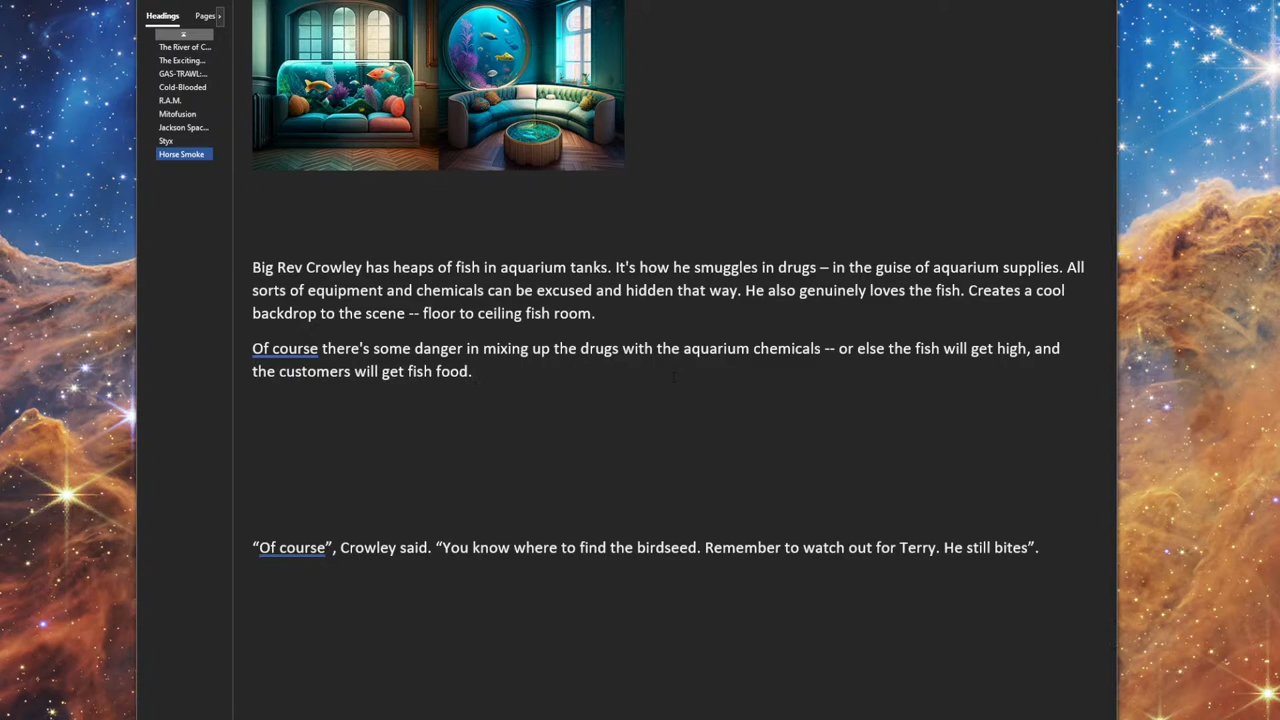 Headings Pages
The River of C...
The Exciting...
GAS-TRAWL:...
Cold-Blooded
R.A.M.
Mitofusion
Jackson Spac...
Styx
Horse Smoke
Big Rev Crowley has heaps of fish in aquarium tanks. It's how he smuggles in drugs – in the guise of aquarium supplies. All
sorts of equipment and chemicals can be excused and hidden that way. He also genuinely loves the fish. Creates a cool
backdrop to the scene -- floor to ceiling fish room.
Of course there's some danger in mixing up the drugs with the aquarium chemicals -- or else the fish will get high, and
the customers will get fish food.
“Of course”, Crowley said. “You know where to find the birdseed. Remember to watch out for Terry. He still bites”.